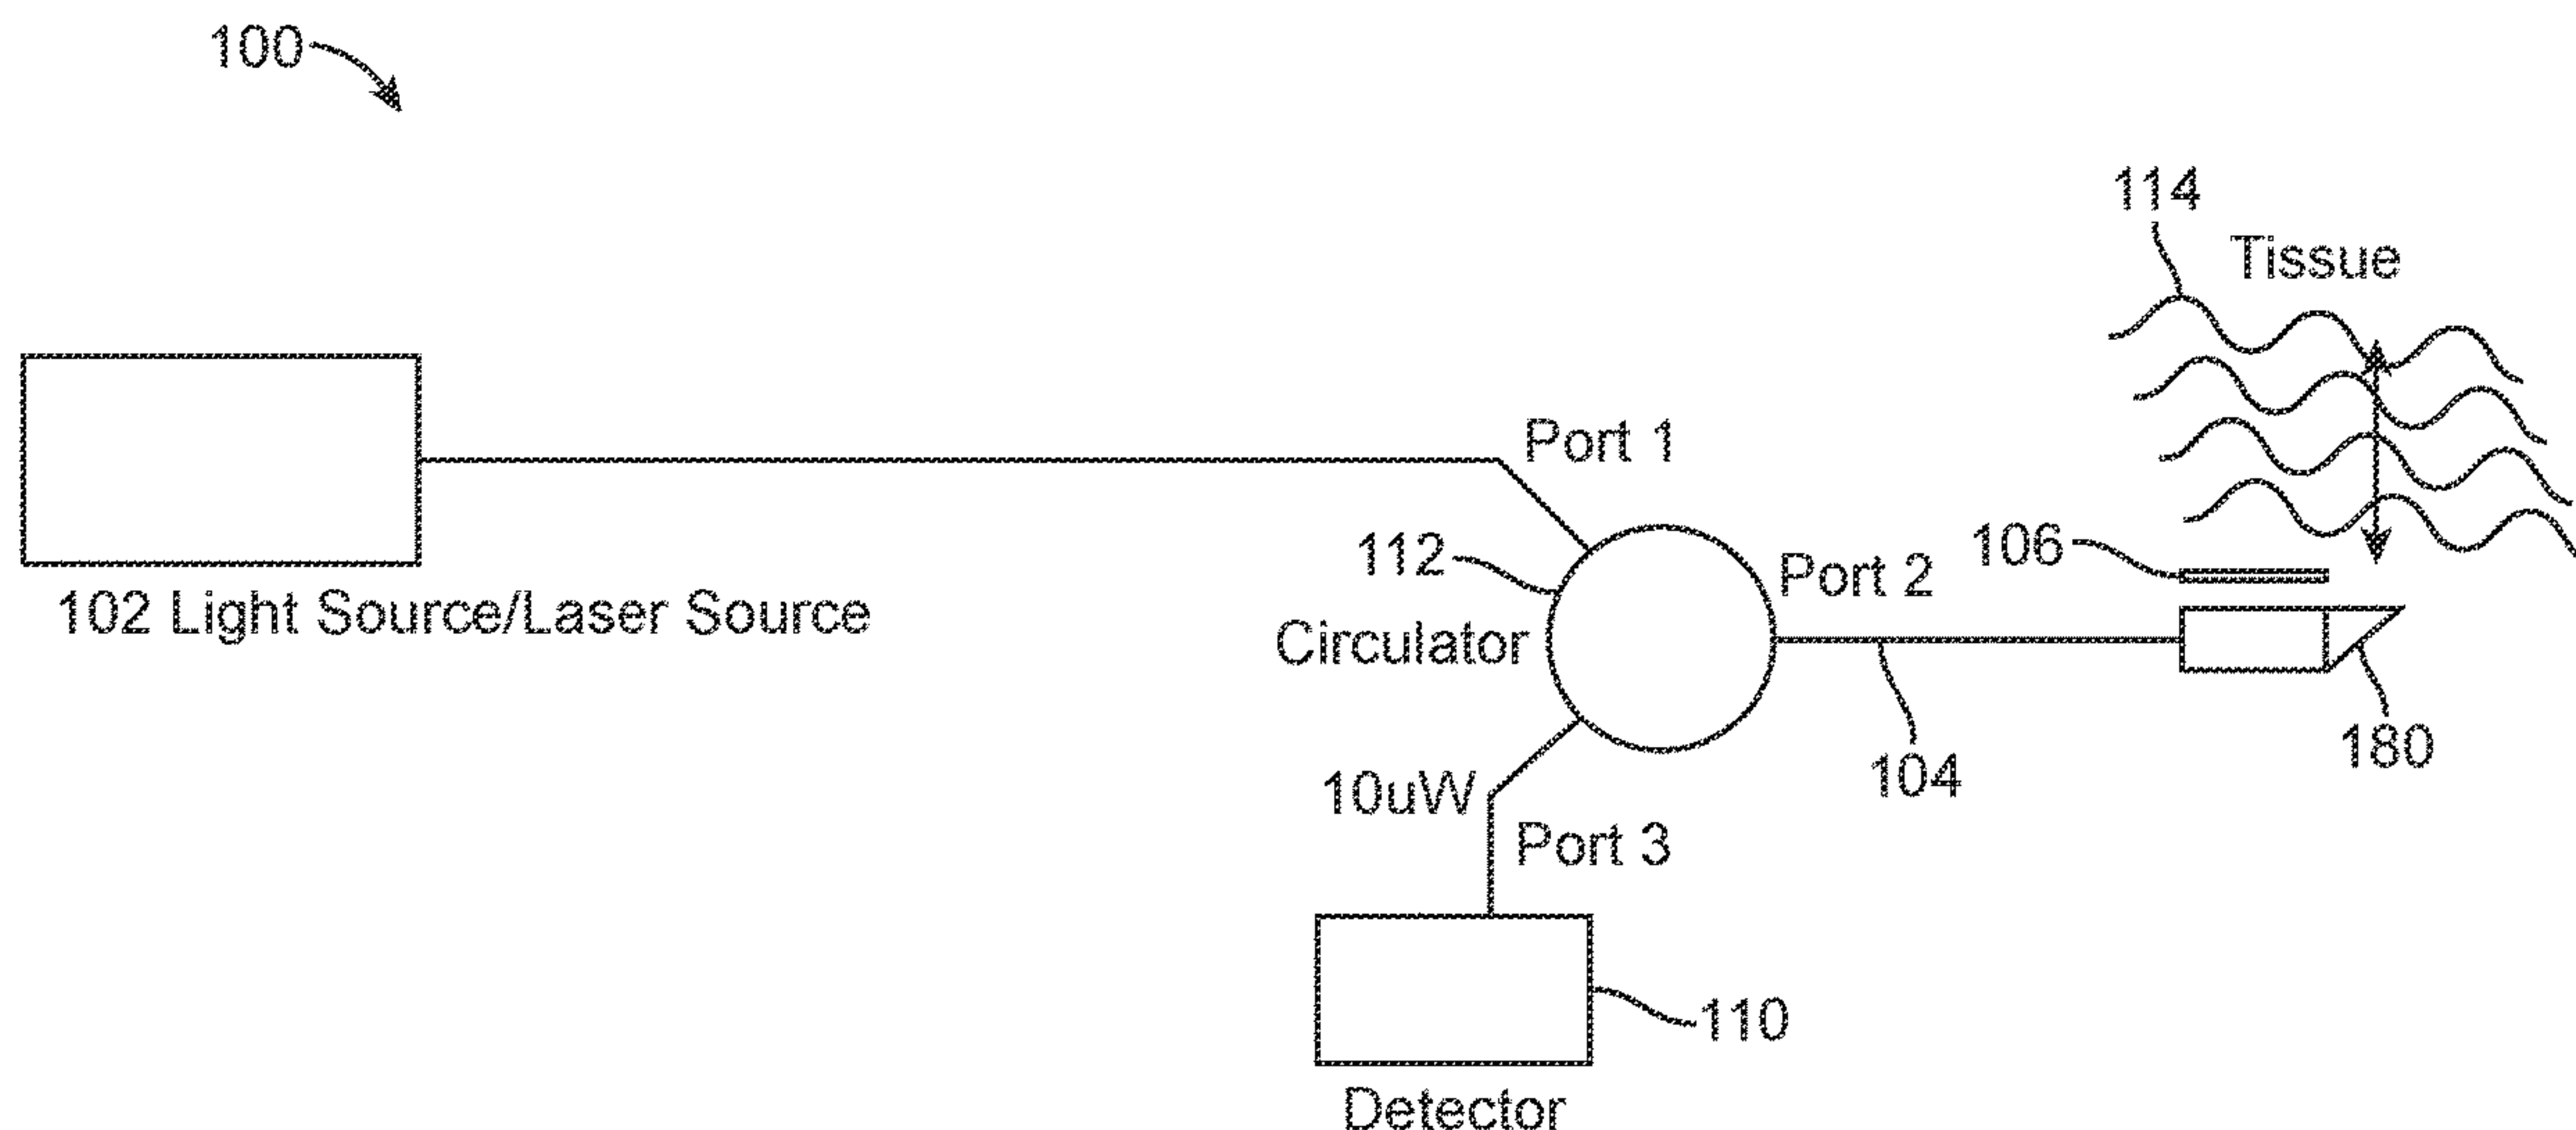 100
114
Tissue
Port 1
112
Port 2
106
102 Light Source/Laser Source
Circulator
104
180
10uW
Port 3
110
Detector